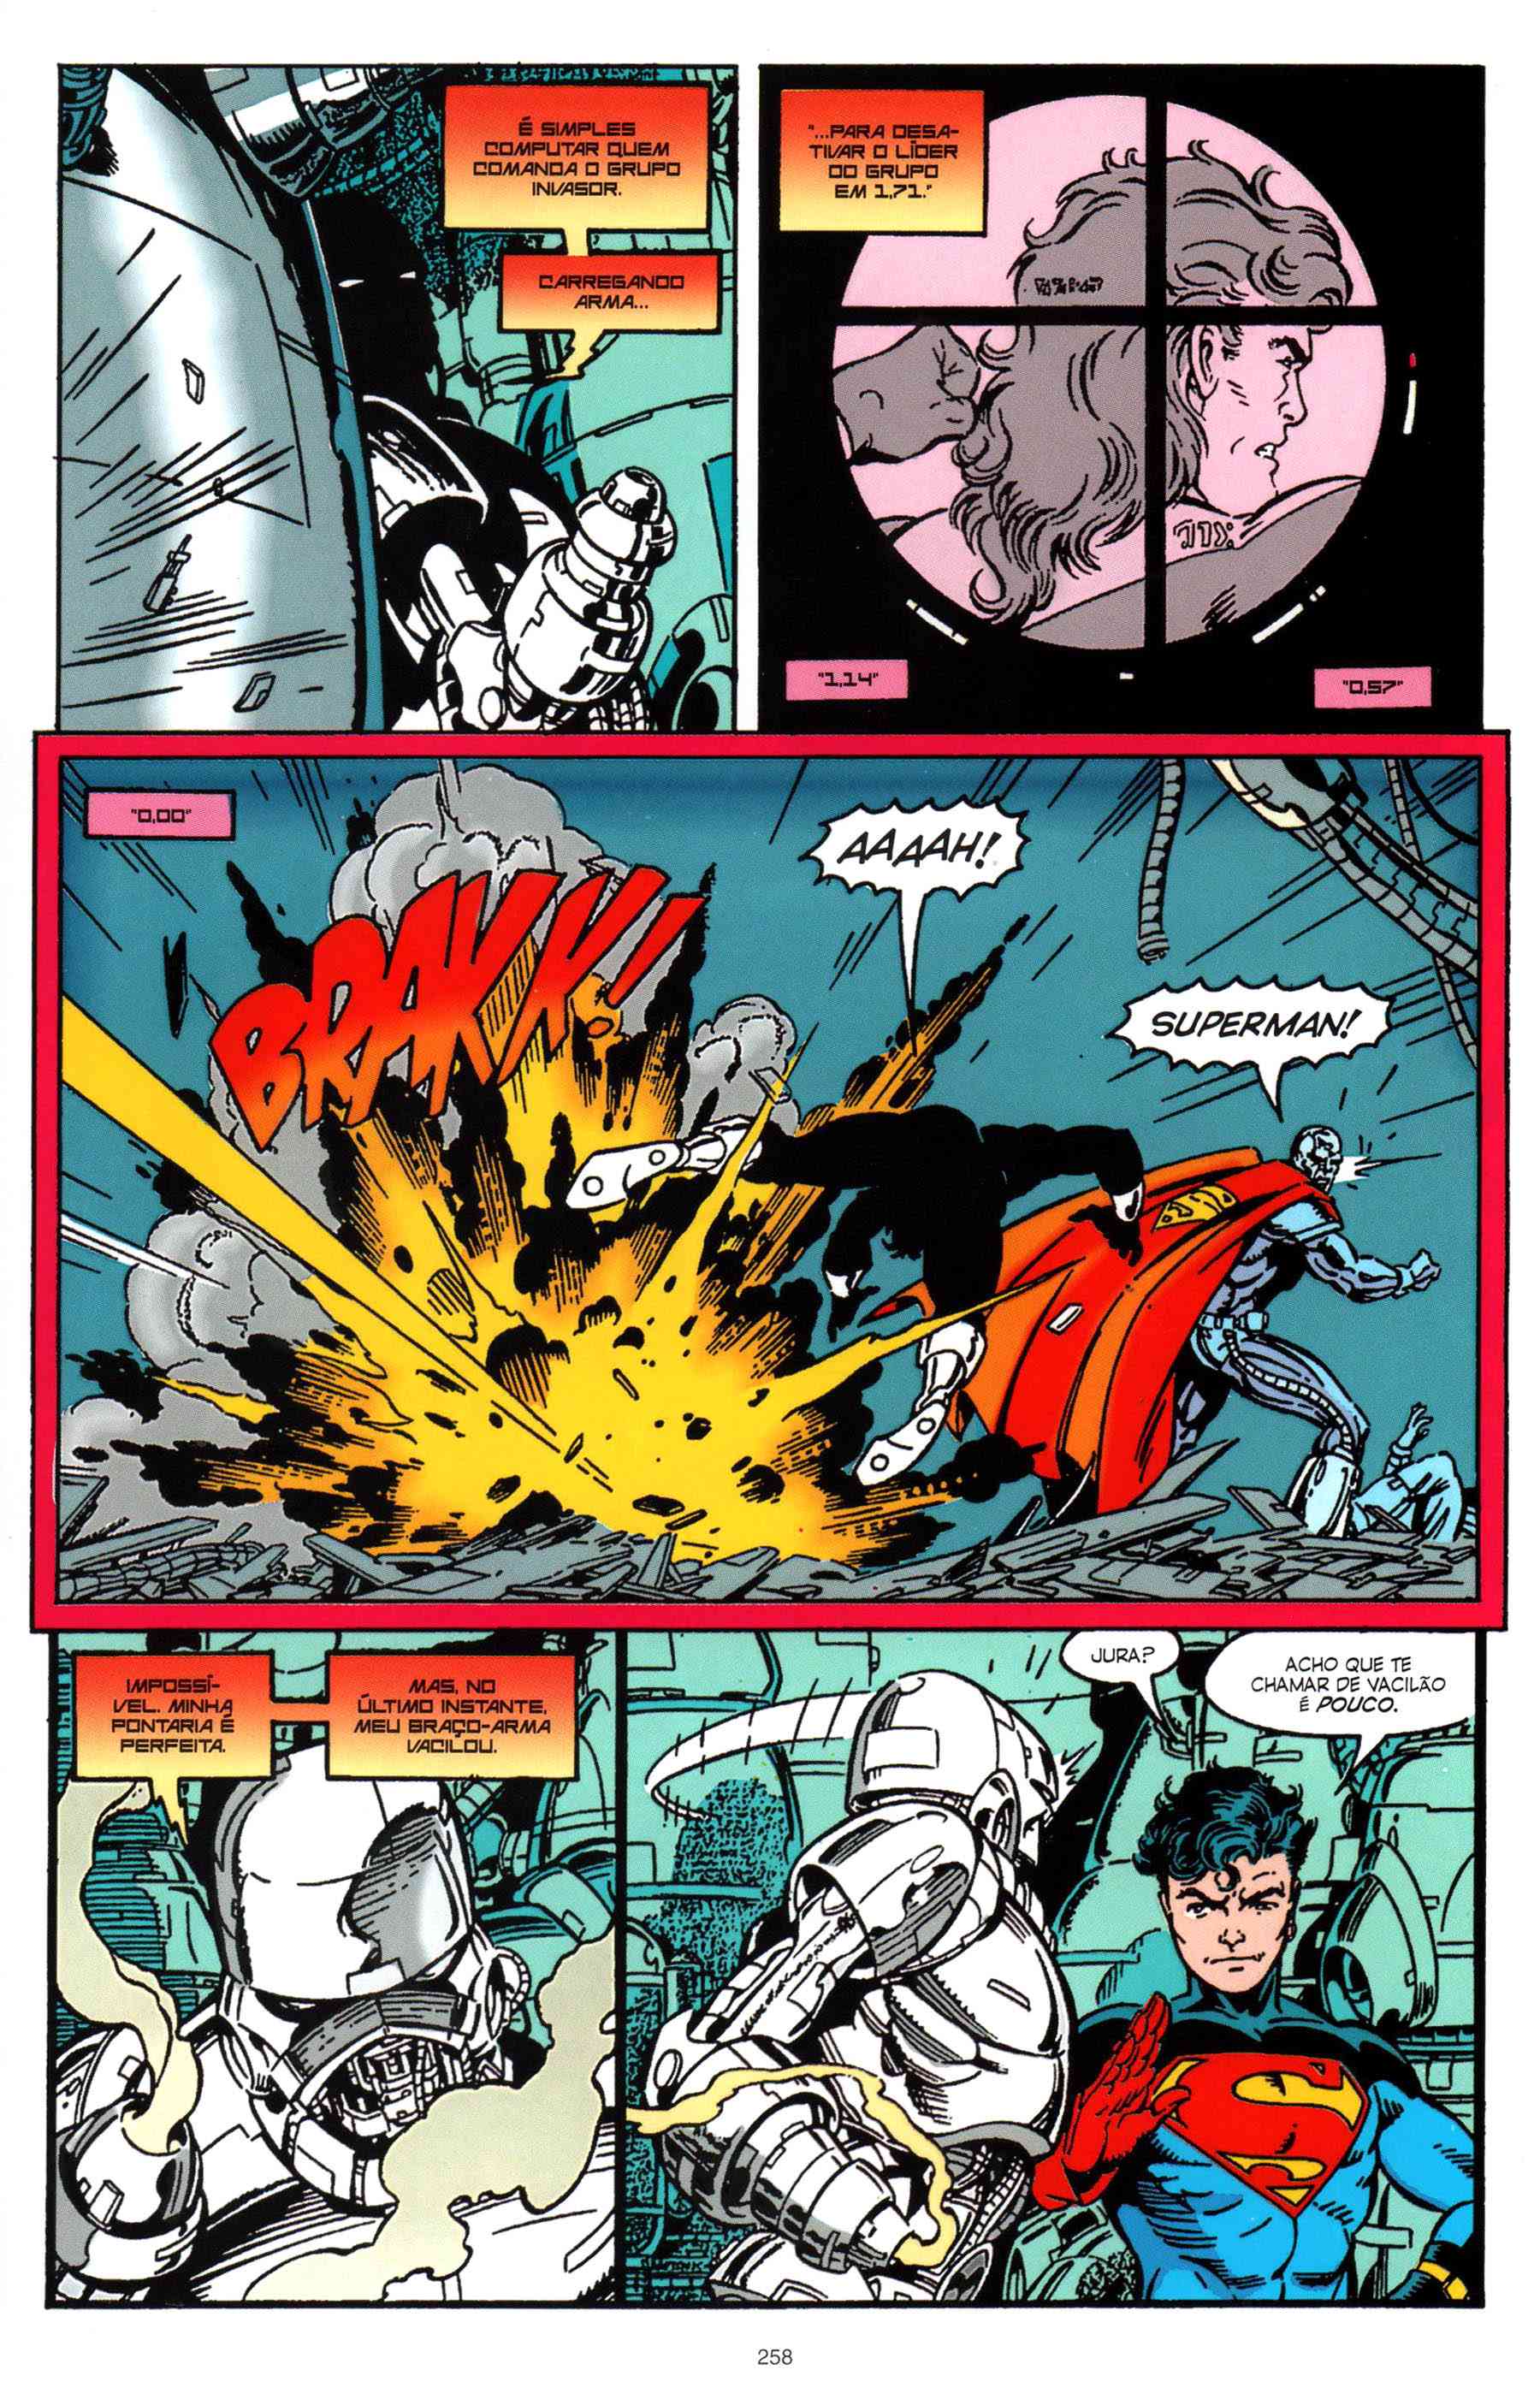 É SIMPLES
COMPUTAR QUEM
COMANDA O GRUPO
INVASOR.
CARREGANDO
ARMA...
"...PARA DESA-
TIVAR O LÍDER
DO GRUPO
EM 1,71."
"1,14"
"0,57"
"0,00"
BRAKK!
AAAAH!
SUPERMAN!
IMPOSSÍ-
VEL. MINHA
PONTARIA É
PERFEITA.
MAS, NO
ÚLTIMO INSTANTE,
MEU BRAÇO-ARMA
VACILOU.
JURA?
ACHO QUE TE
CHAMAR DE VACILÃO
É POUCO.
258